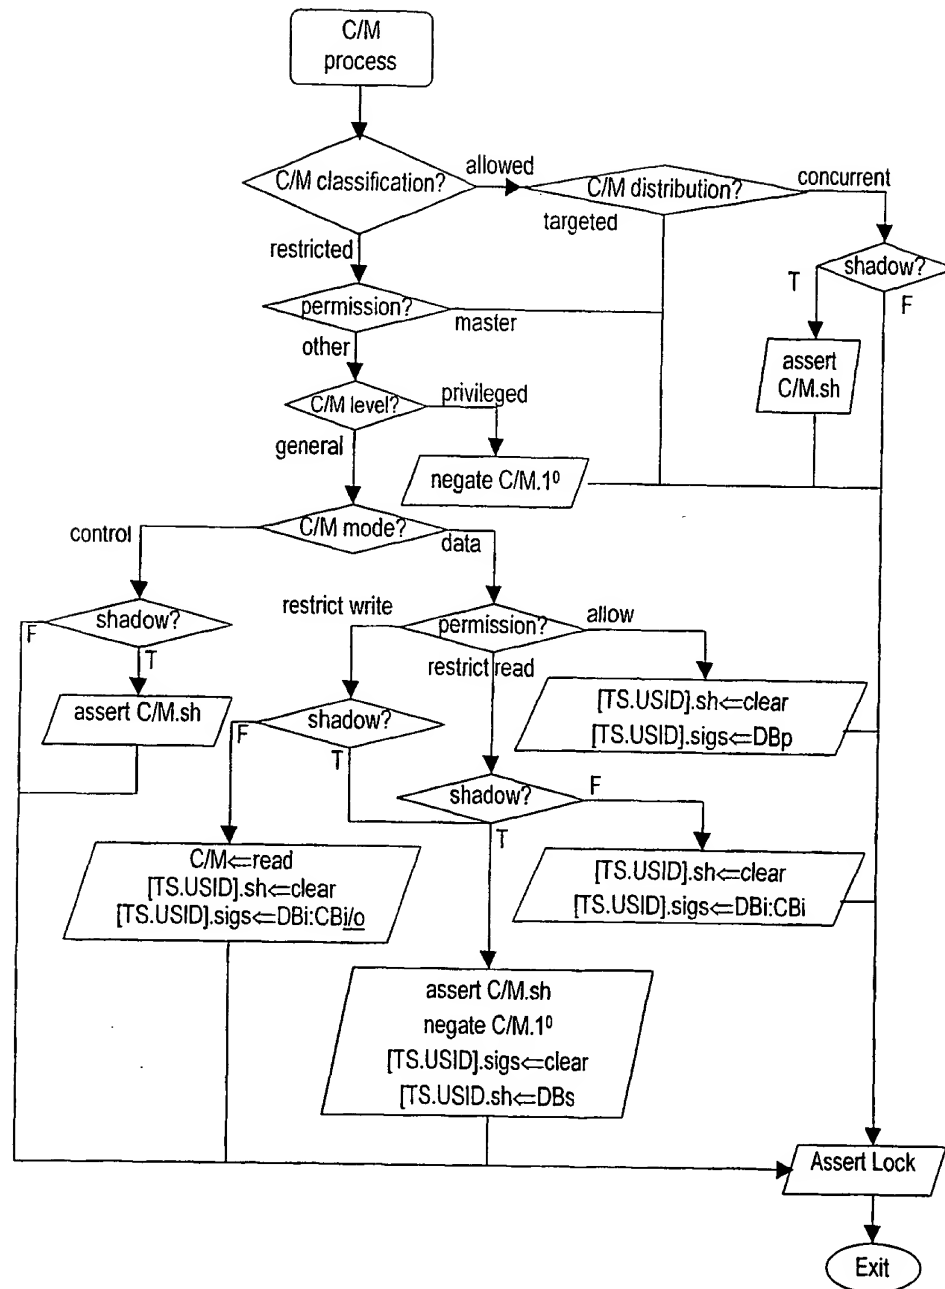 C/M
process
C/M classification?
allowed
C/M distribution?
concurrent
targeted
restricted
shadow?
T
F
permission?
master
other
assert
C/M.sh
C/M level?
privileged
general
negate C/M.1⁰
C/M mode?
control
data
shadow?
F
T
restrict write
permission?
allow
restrict read
assert C/M.sh
[TS.USID].sh⇐clear
[TS.USID].sigs⇐DBp
shadow?
F
T
shadow?
F
T
C/M⇐read
[TS.USID].sh⇐clear
[TS.USID].sigs⇐DBi:CBi/o
[TS.USID].sh⇐clear
[TS.USID].sigs⇐DBi:CBi
assert C/M.sh
negate C/M.1⁰
[TS.USID].sigs⇐clear
[TS.USID.sh⇐DBs
Assert Lock
Exit